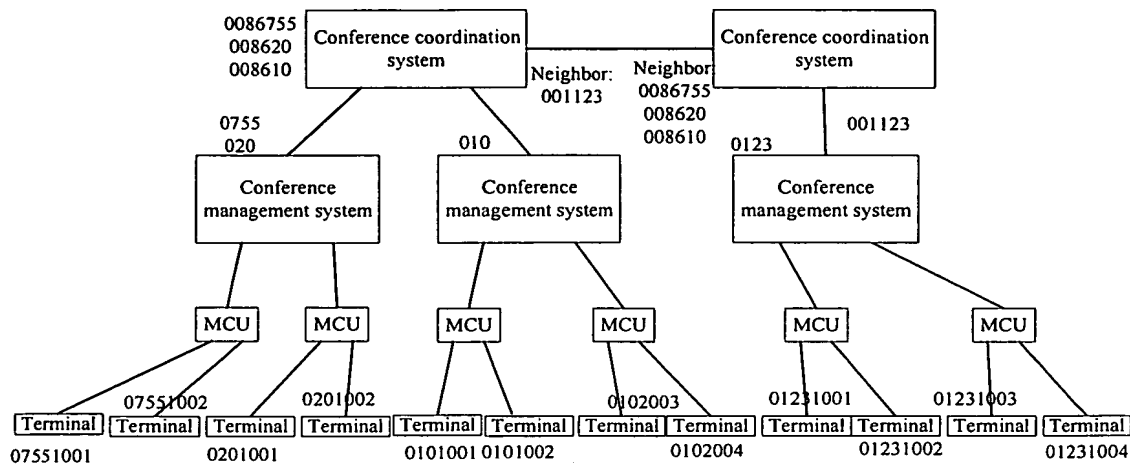 0086755
008620
008610
Conference coordination
system
Neighbor:
001123
Neighbor
0086755
008620
008610
Conference coordination
system
0755
020
010
0123
001123
Conference
management system
Conference
management system
Conference
management system
MCU
MCU
MCU
MCU
MCU
MCU
07551002
0201002
0102003
01231001
01231003
Terminal
Terminal
Terminal
Terminal
Terminal
Terminal
Terminal
Terminal
Terminal
Terminal
Terminal
Terminal
07551001
0201001
0101001
0101002
0102004
01231002
01231004